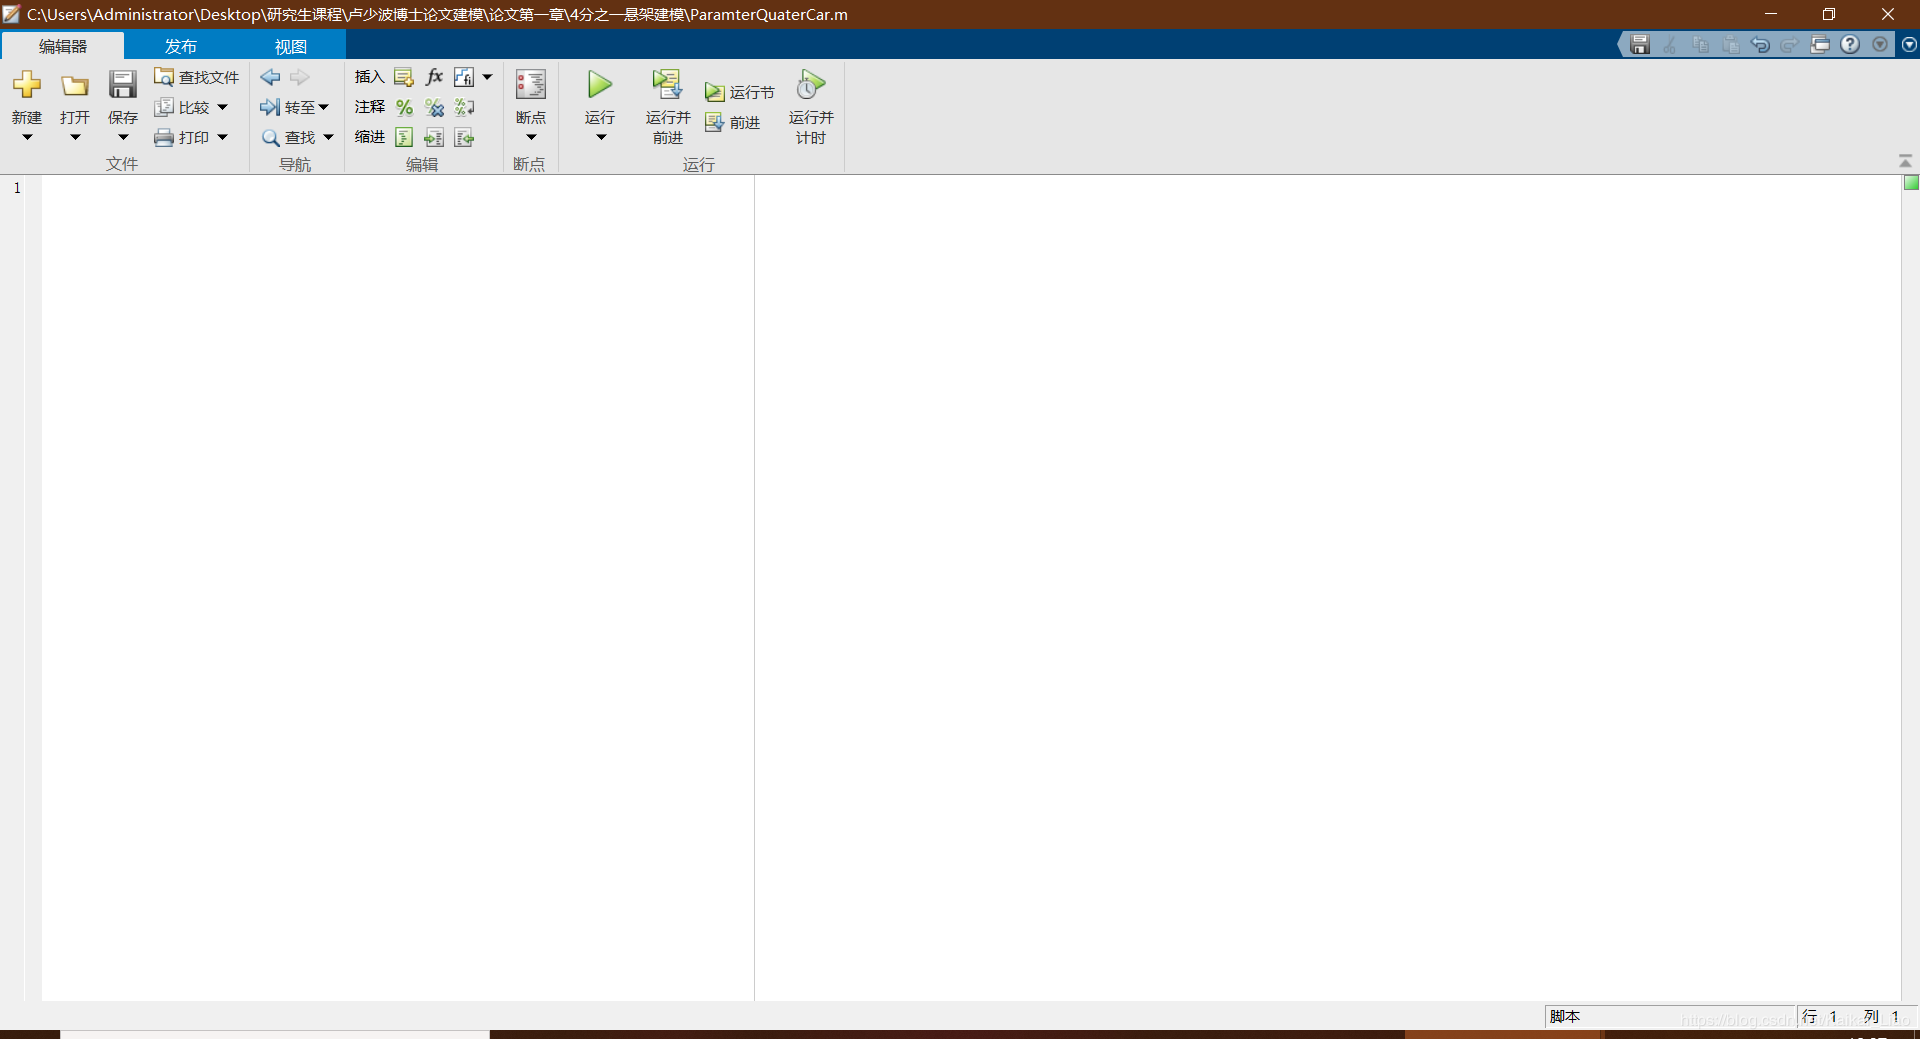 C:\Users\Administrator\Desktop\研究生课程\卢少波博士论文建模\论文第一章\4分之一悬架建模\ParamterQuaterCar.m
编辑器 发布 视图
新建 打开 保存
查找文件
比较
打印
文件
转至
查找
导航
插入 fx fi
注释
缩进
编辑
断点
断点
运行
运行并
前进
运行节
前进
运行并
计时
运行
1
脚本
行 1 列 1